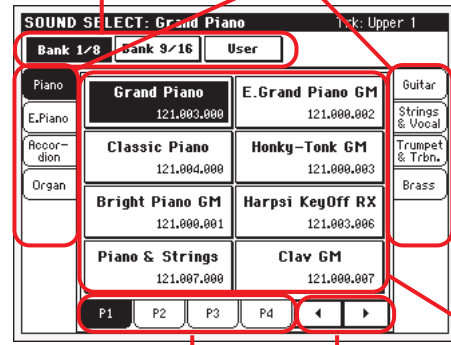 SOUND SELECT: Grand Piano Trk: Upper 1
Bank 1/8 Bank 9/16 User
Piano
E.Piano
Accor-
dion
Organ
Grand Piano
121.003.000
E.Grand Piano GM
121.000.002
Classic Piano
121.004.000
Honky-Tonk GM
121.000.003
Bright Piano GM
121.000.001
Harpsi KeyOff RX
121.003.006
Piano & Strings
121.007.000
Clav GM
121.000.007
Guitar
Strings
& Vocal
Trumpet
& Trbn.
Brass
P1 P2 P3 P4